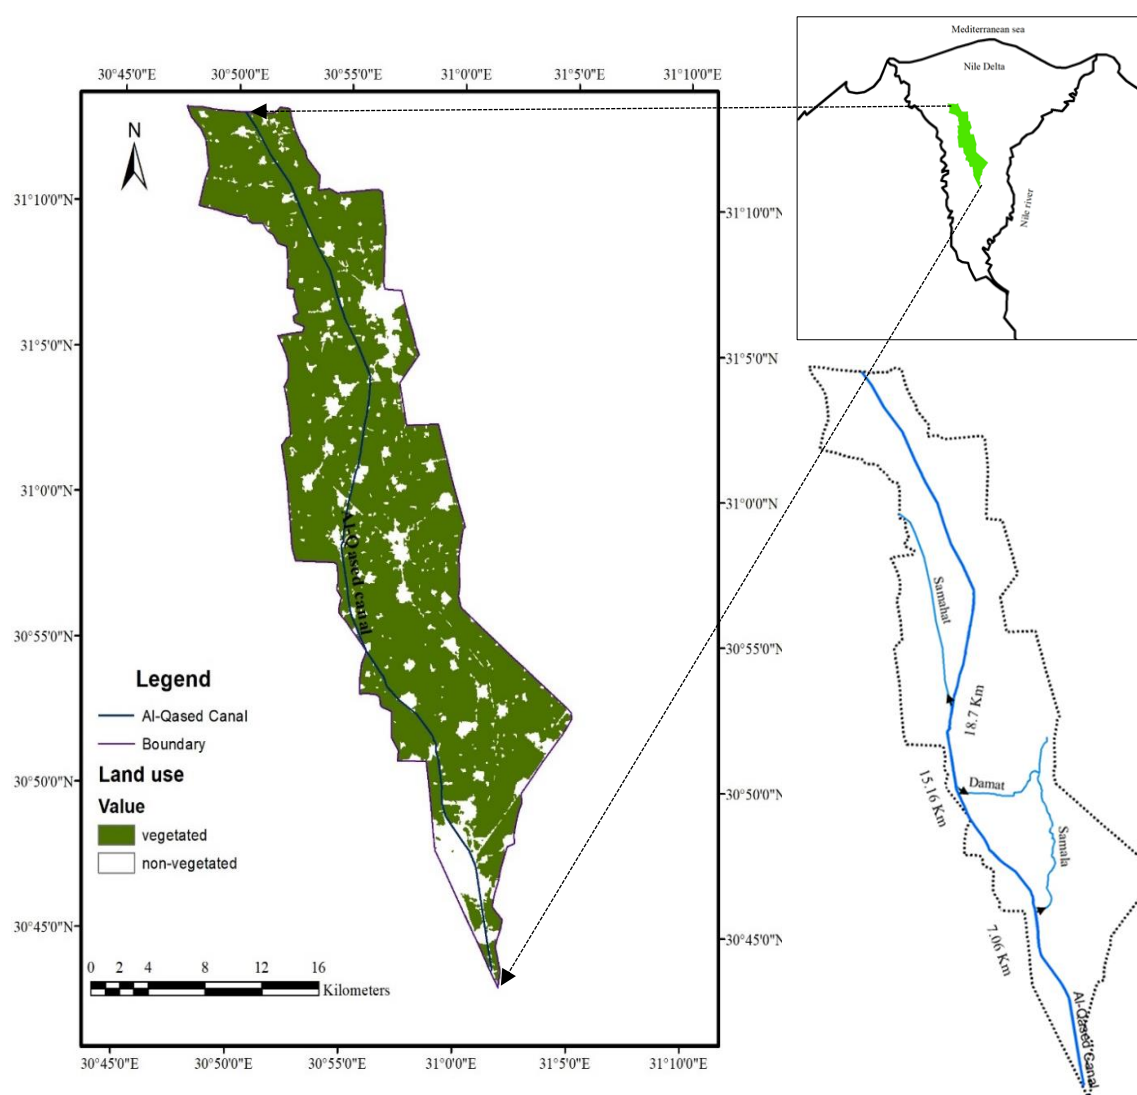 30°45'0"E 30°50'0"E 30°55'0"E 31°0'0"E 31°5'0"E 31°10'0"E
N
31°10'0"N
31°5'0"N
31°0'0"N
30°55'0"N
30°50'0"N
30°45'0"N
Al-Qased canal
Legend
Al-Qased Canal
Boundary
Land use
Value
vegetated
non-vegetated
0 2 4 8 12 16
Kilometers
31°10'0"N
31°5'0"N
31°0'0"N
30°55'0"N
30°50'0"N
30°45'0"N
30°45'0"E 30°50'0"E 30°55'0"E 31°0'0"E 31°5'0"E 31°10'0"E
Mediterranean sea
Nile Delta
Nile river
Samahat
18.7 Km
Damat
15.16 Km
Samala
7.06 Km
Al-Qased Canal